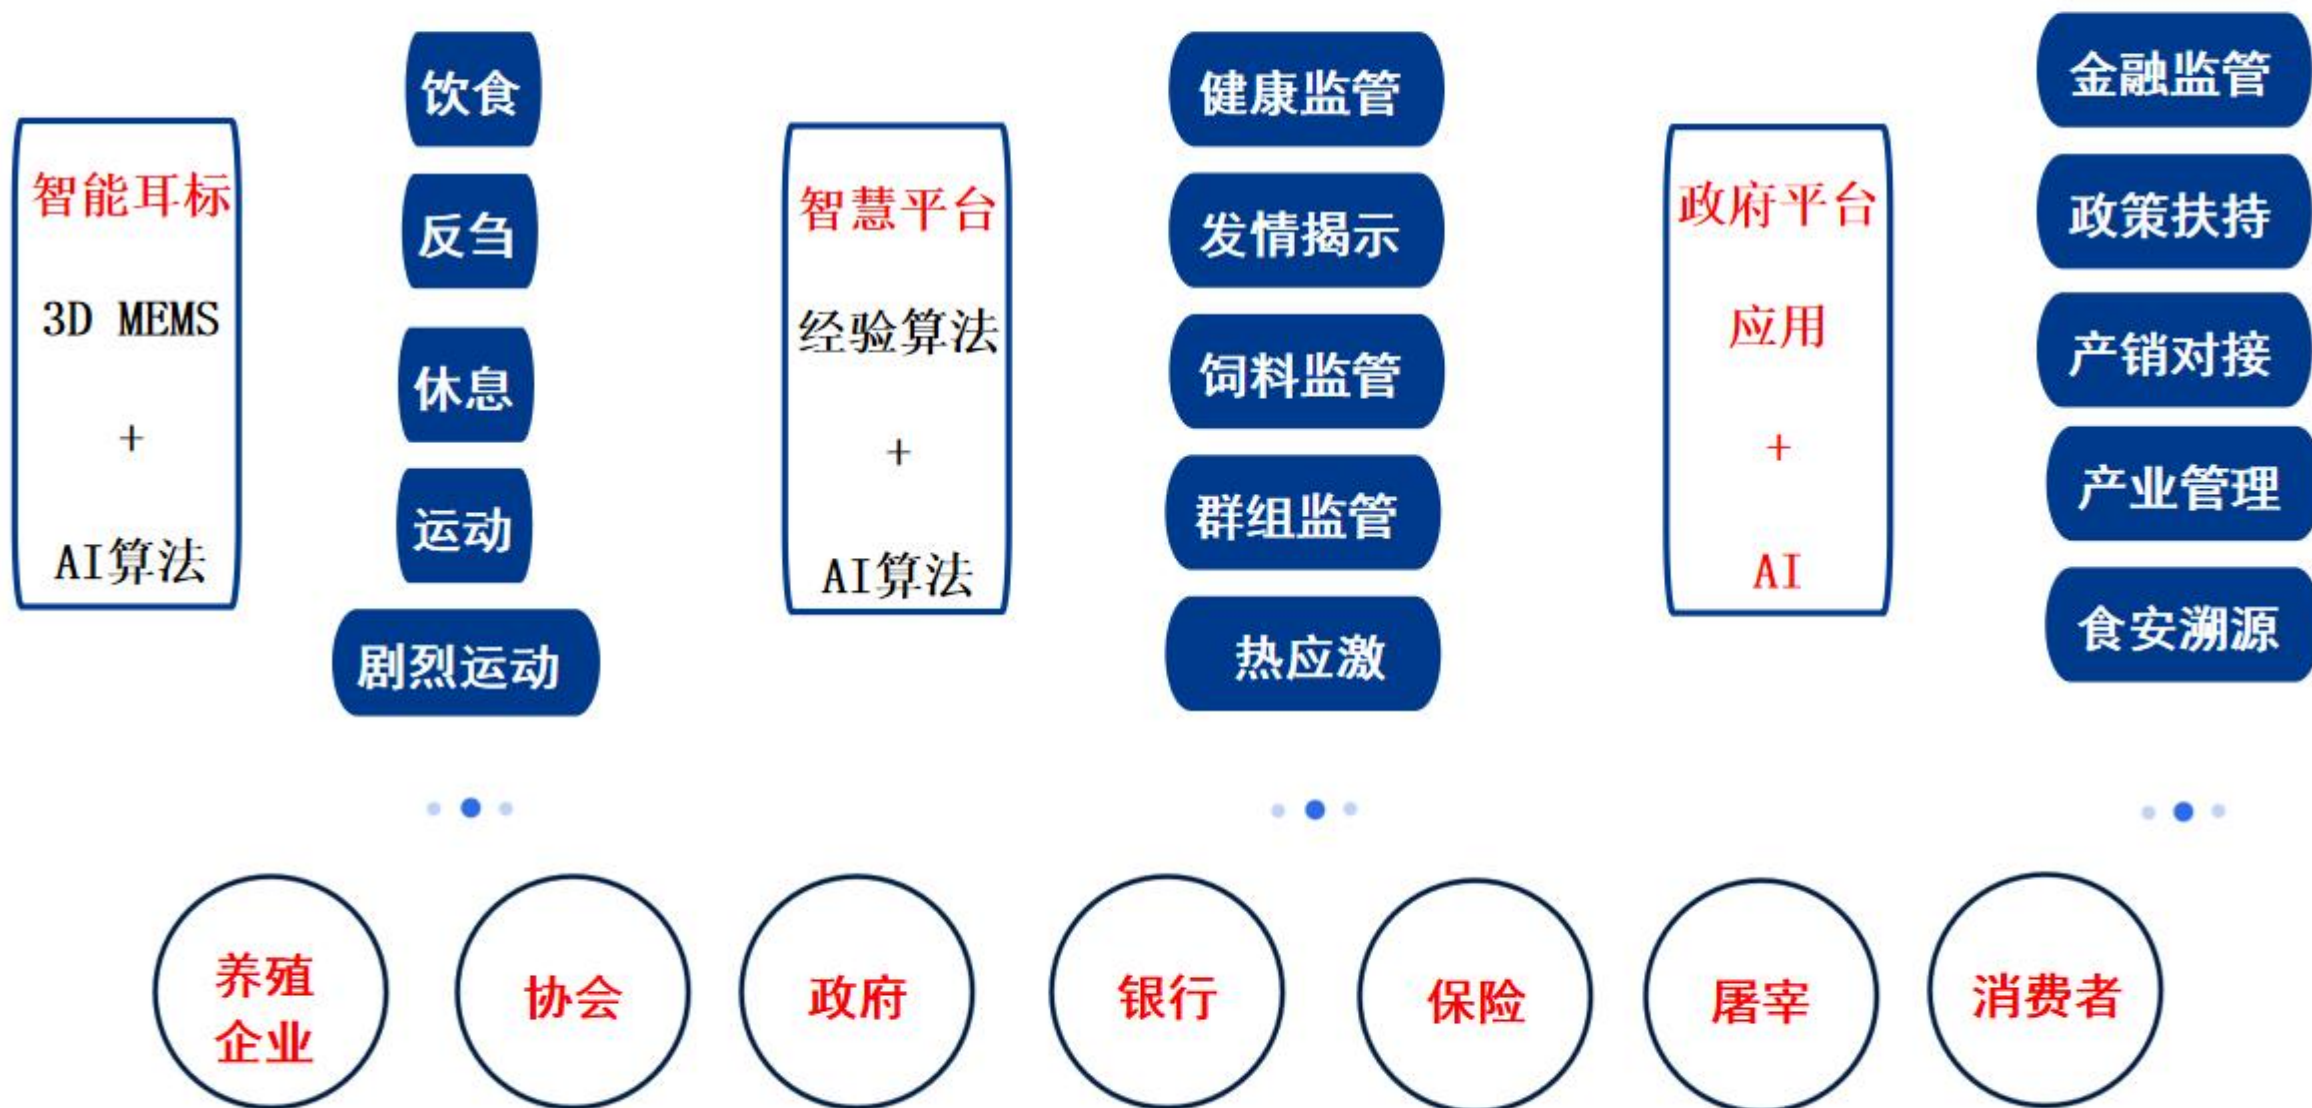 智能耳标
3D MEMS
+
AI算法
饮食
反刍
休息
运动
剧烈运动
智慧平台
经验算法
+
AI算法
健康监管
发情揭示
饲料监管
群组监管
热应激
政府平台
应用
+
AI
金融监管
政策扶持
产销对接
产业管理
食安溯源
养殖
企业
协会
政府
银行
保险
屠宰
消费者